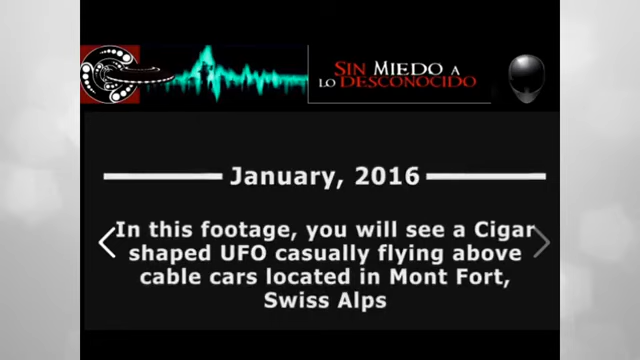 SIN MIEDO A
LO DESCONOCIDO
January, 2016
In this footage, you will see a Cigar
shaped UFO casually flying above
cable cars located in Mont Fort,
Swiss Alps